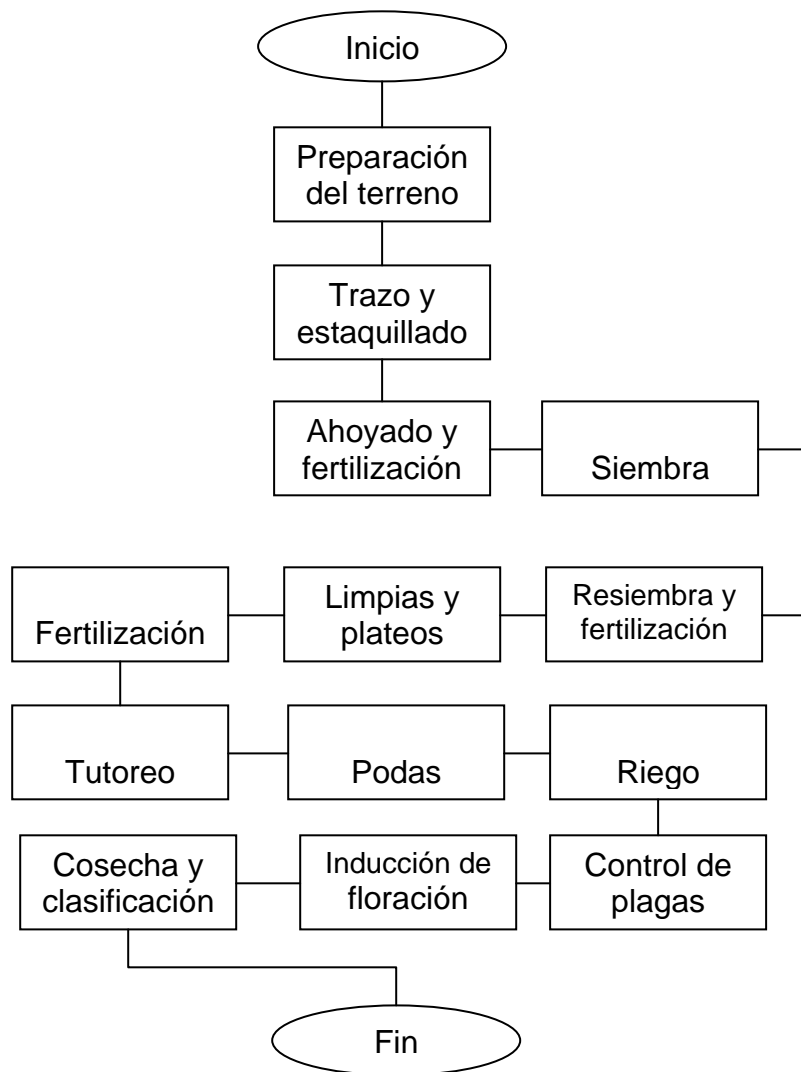 Inicio
Preparación
del terreno
Trazo y
estaquillado
Ahoyado y
fertilización
Siembra
Resiembra y
fertilización
Limpias y
plateos
Fertilización
Tutoreo
Podas
Riego
Control de
plagas
Inducción de
floración
Cosecha y
clasificación
Fin